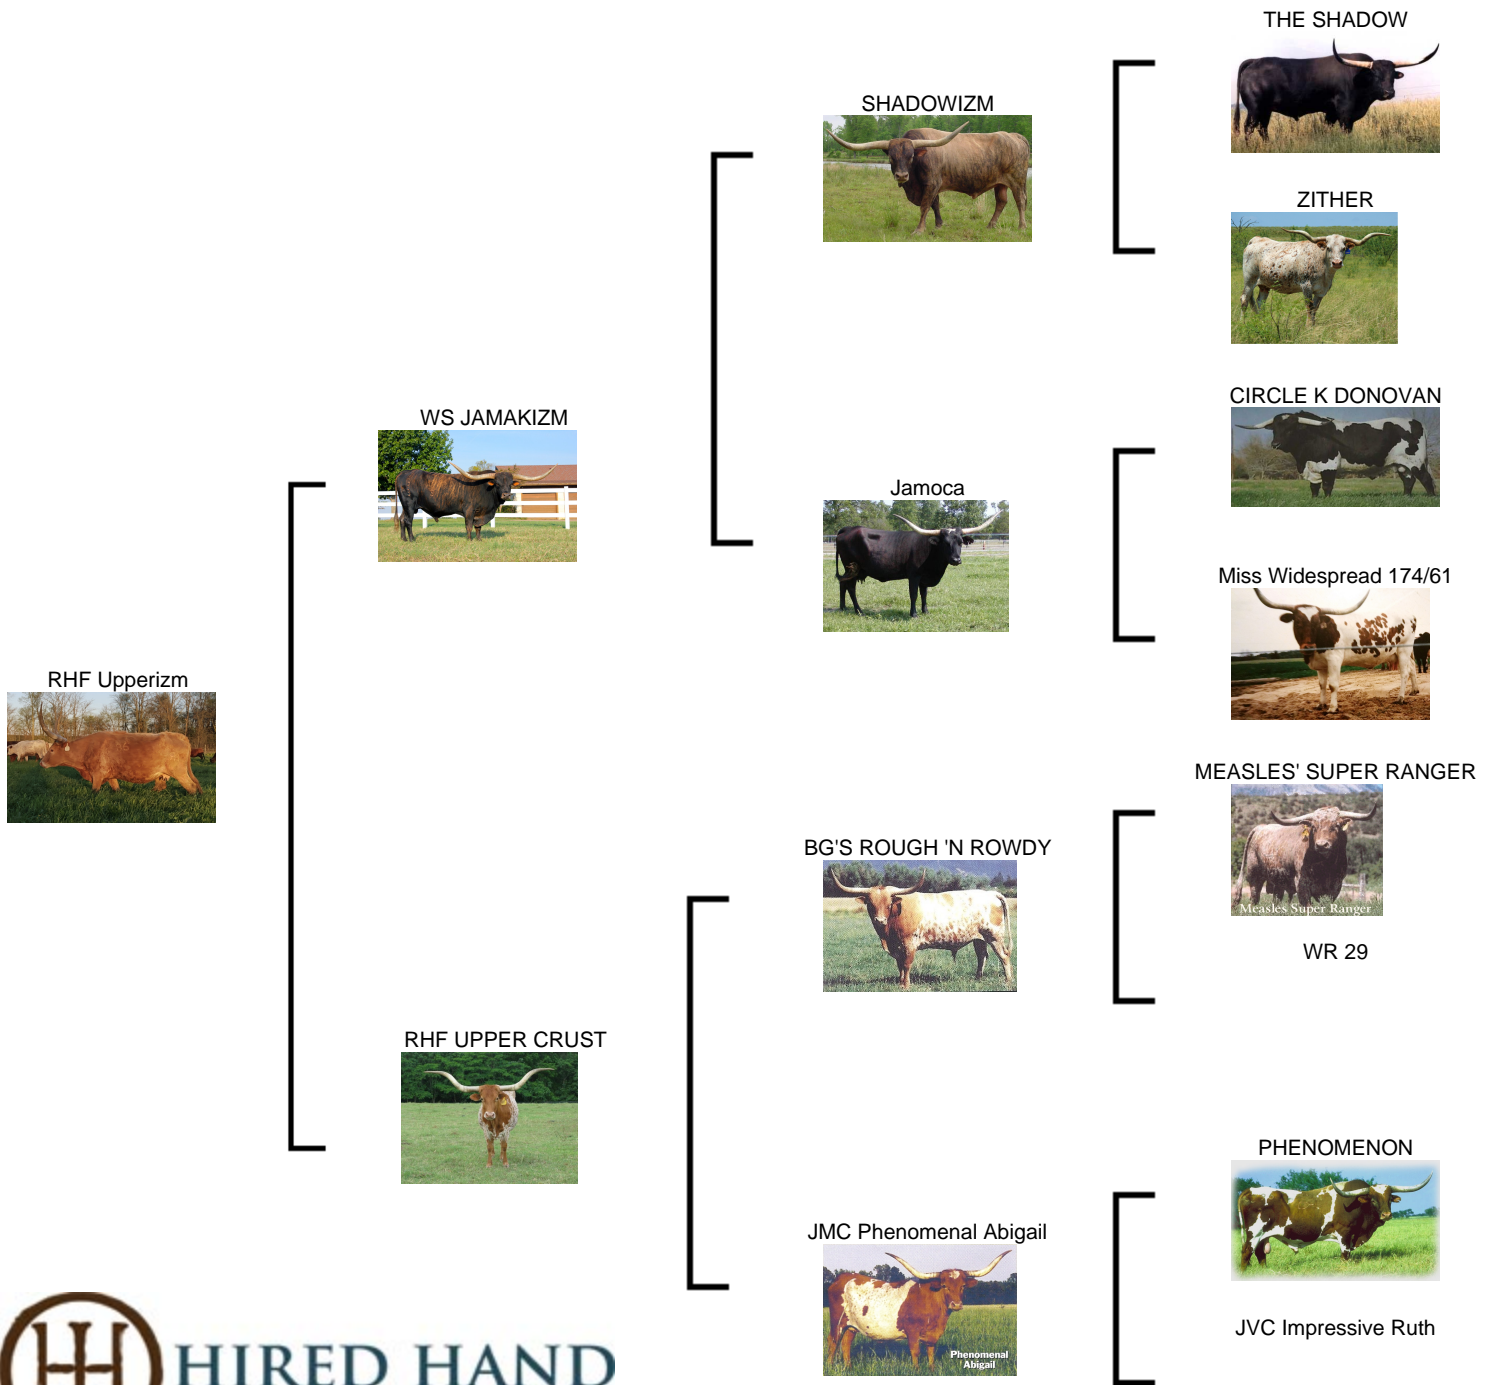 THE SHADOW
SHADOWIZM
ZITHER
CIRCLE K DONOVAN
WS JAMAKIZM
Jamoca
Miss Widespread 174/61
RHF Upperizm
MEASLES' SUPER RANGER
BG'S ROUGH 'N ROWDY
Measles Super Ranger
WR 29
RHF UPPER CRUST
PHENOMENON
JMC Phenomenal Abigail
JVC Impressive Ruth
Phenomenal
Abigail
HIRED HAND